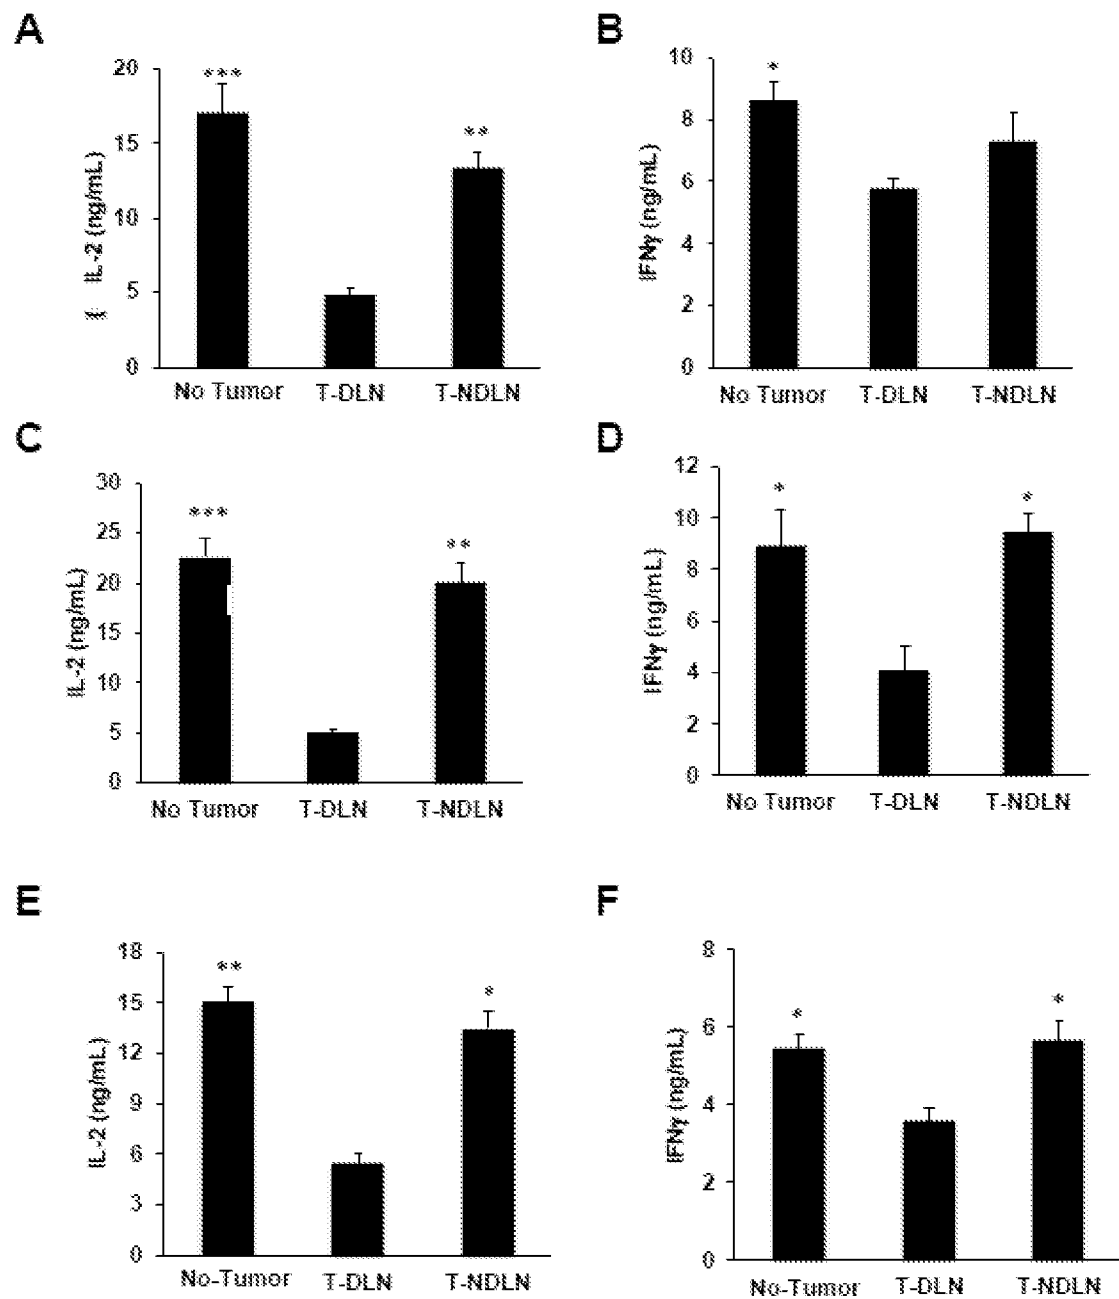 A
20
15
10
5
0
IL-2 (ng/mL)
***
**
No Tumor T-DLN T-NDLN
B
10
8
6
4
2
0
IFNγ (ng/mL)
*
No Tumor T-DLN T-NDLN
C
30
25
20
15
10
5
0
IL-2 (ng/mL)
***
**
No Tumor T-DLN T-NDLN
D
12
10
8
6
4
2
0
IFNγ (ng/mL)
*
*
No Tumor T-DLN T-NDLN
E
18
15
12
9
6
3
0
IL-2 (ng/mL)
**
*
No-Tumor T-DLN T-NDLN
F
8
6
4
2
0
IFNγ (ng/mL)
*
*
No-Tumor T-DLN T-NDLN